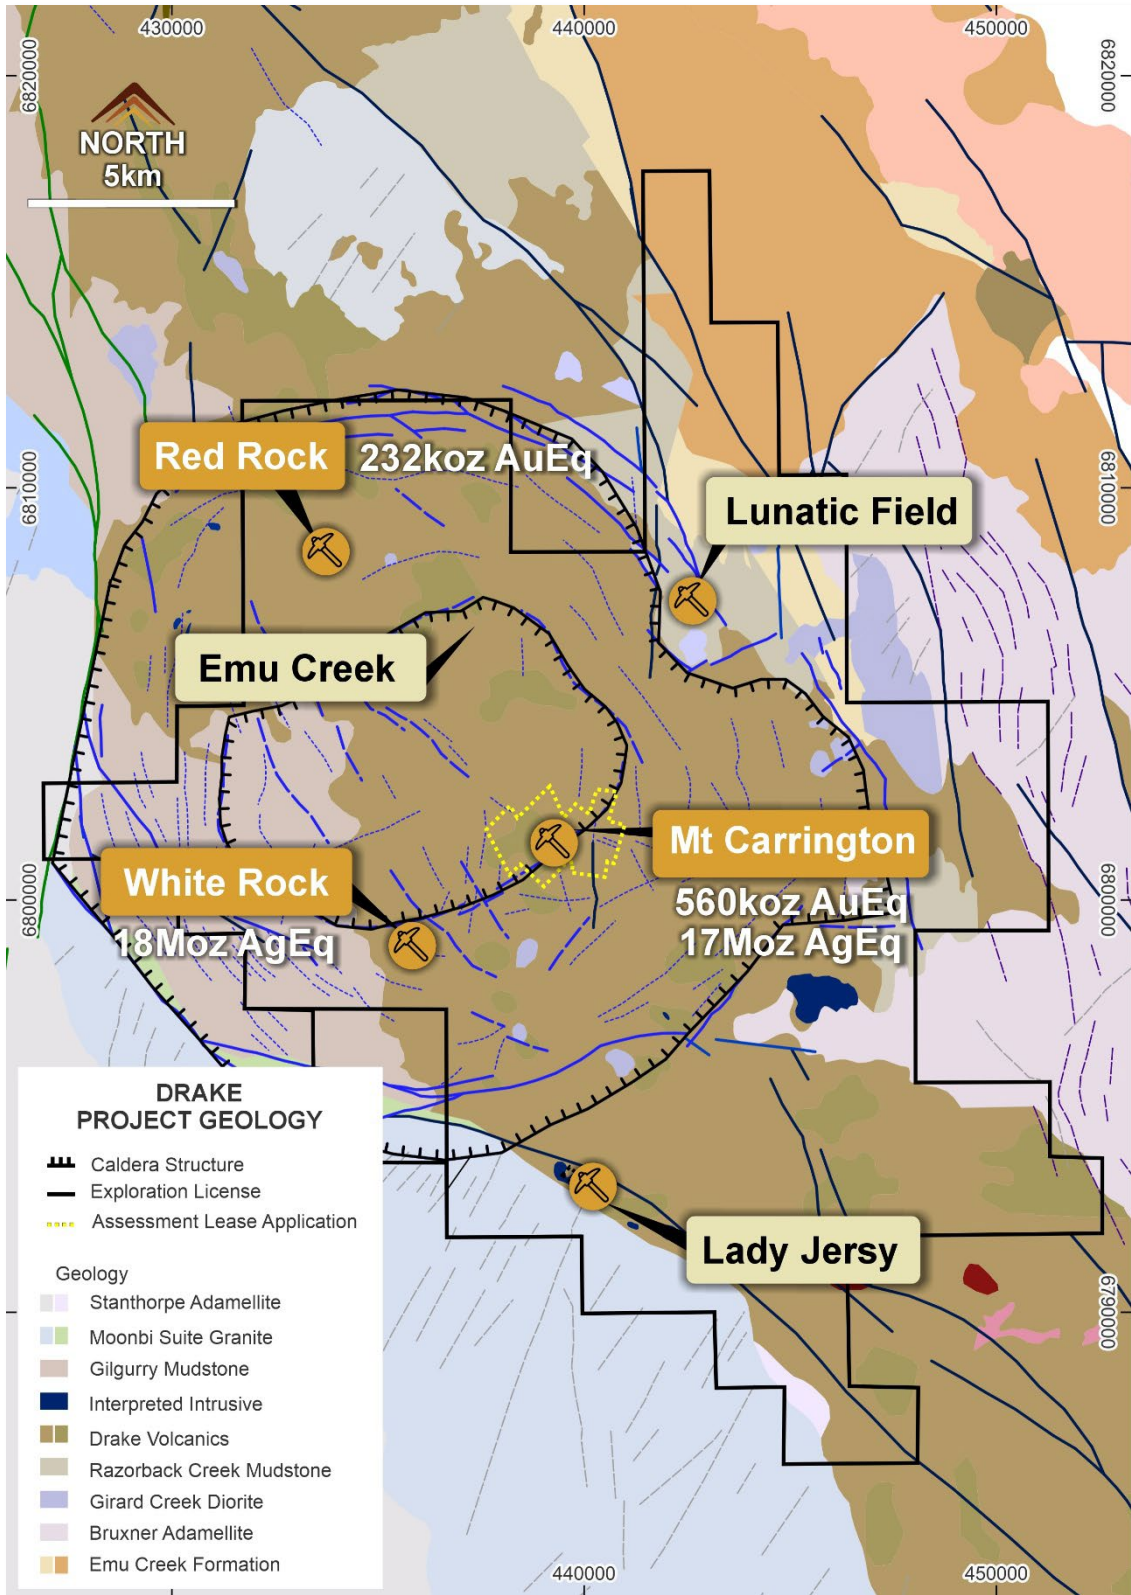 430000
440000
450000
6820000
6820000
NORTH
5km
Red Rock
232koz AuEq
6810000
6810000
Lunatic Field
Emu Creek
Mt Carrington
560koz AuEq
17Moz AgEq
White Rock
18Moz AgEq
6800000
6800000
Lady Jersy
6790000
DRAKE
PROJECT GEOLOGY
Caldera Structure
Exploration License
Assessment Lease Application
Geology
Stanthorpe Adamellite
Moonbi Suite Granite
Gilgurry Mudstone
Interpreted Intrusive
Drake Volcanics
Razorback Creek Mudstone
Girard Creek Diorite
Bruxner Adamellite
Emu Creek Formation
440000
450000